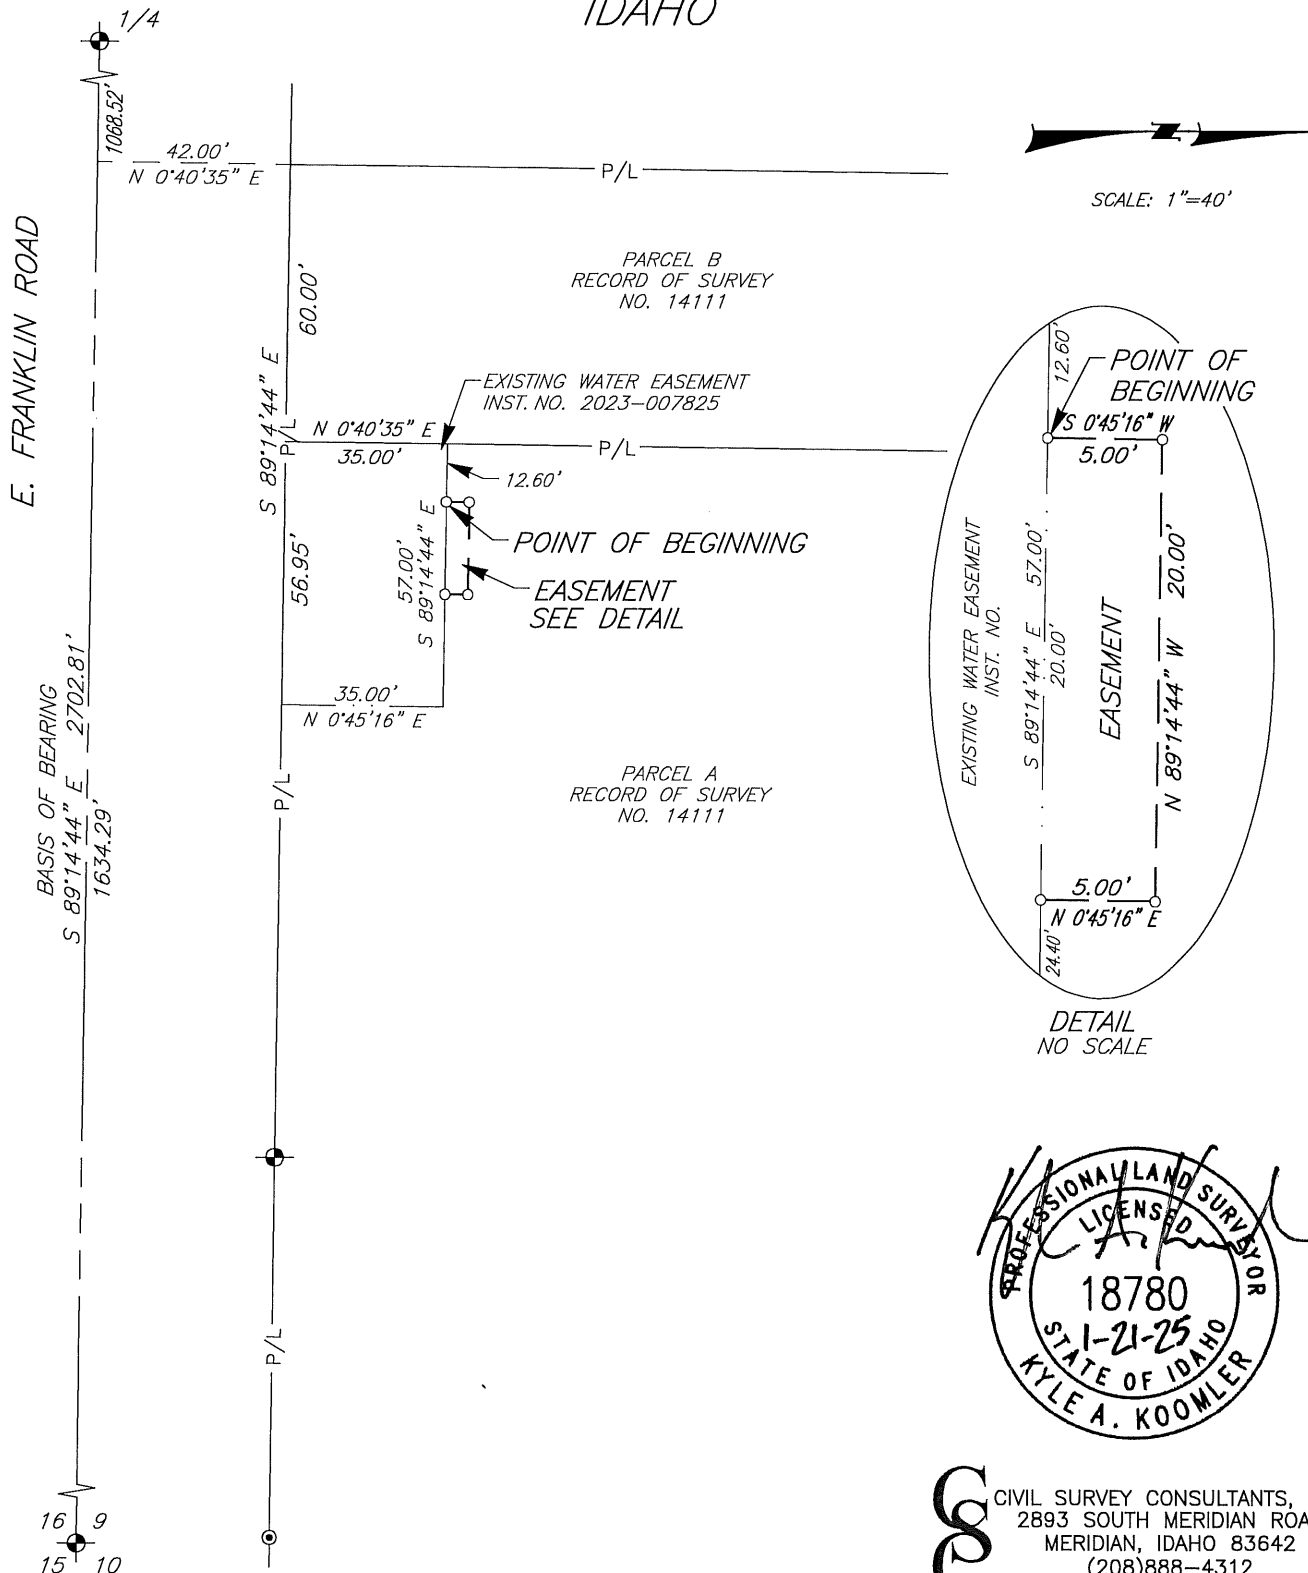 IDAHO
1/4
1068.52'
42.00'
N 0°40'35" E
P/L
SCALE: 1"=40'
E. FRANKLIN ROAD
PARCEL B
RECORD OF SURVEY
NO. 14111
60.00'
S 89°14'44" E
P/L
EXISTING WATER EASEMENT
INST. NO. 2023-007825
N 0°40'35" E
35.00'
P/L
12.60'
POINT OF BEGINNING
EASEMENT
SEE DETAIL
56.95'
57.00'
S 89°14'44" E
35.00'
N 0°45'16" E
BASIS OF BEARING
S 89°14'44" E 2702.81'
1634.29'
P/L
PARCEL A
RECORD OF SURVEY
NO. 14111
P/L
16 9
15 10
12.60'
POINT OF
BEGINNING
S 0°45'16" W
5.00'
EXISTING WATER EASEMENT
INST. NO.
S 89°14'44" E 57.00'
20.00'
EASEMENT
N 89°14'44" W 20.00'
5.00'
N 0°45'16" E
24.40'
DETAIL
NO SCALE
PROFESSIONAL LAND SURVEYOR
LICENSED
18780
1-21-25
STATE OF IDAHO
KYLE A. KOOMLER
CSC
CIVIL SURVEY CONSULTANTS,
2893 SOUTH MERIDIAN ROA
MERIDIAN, IDAHO 83642
(208)888-4312